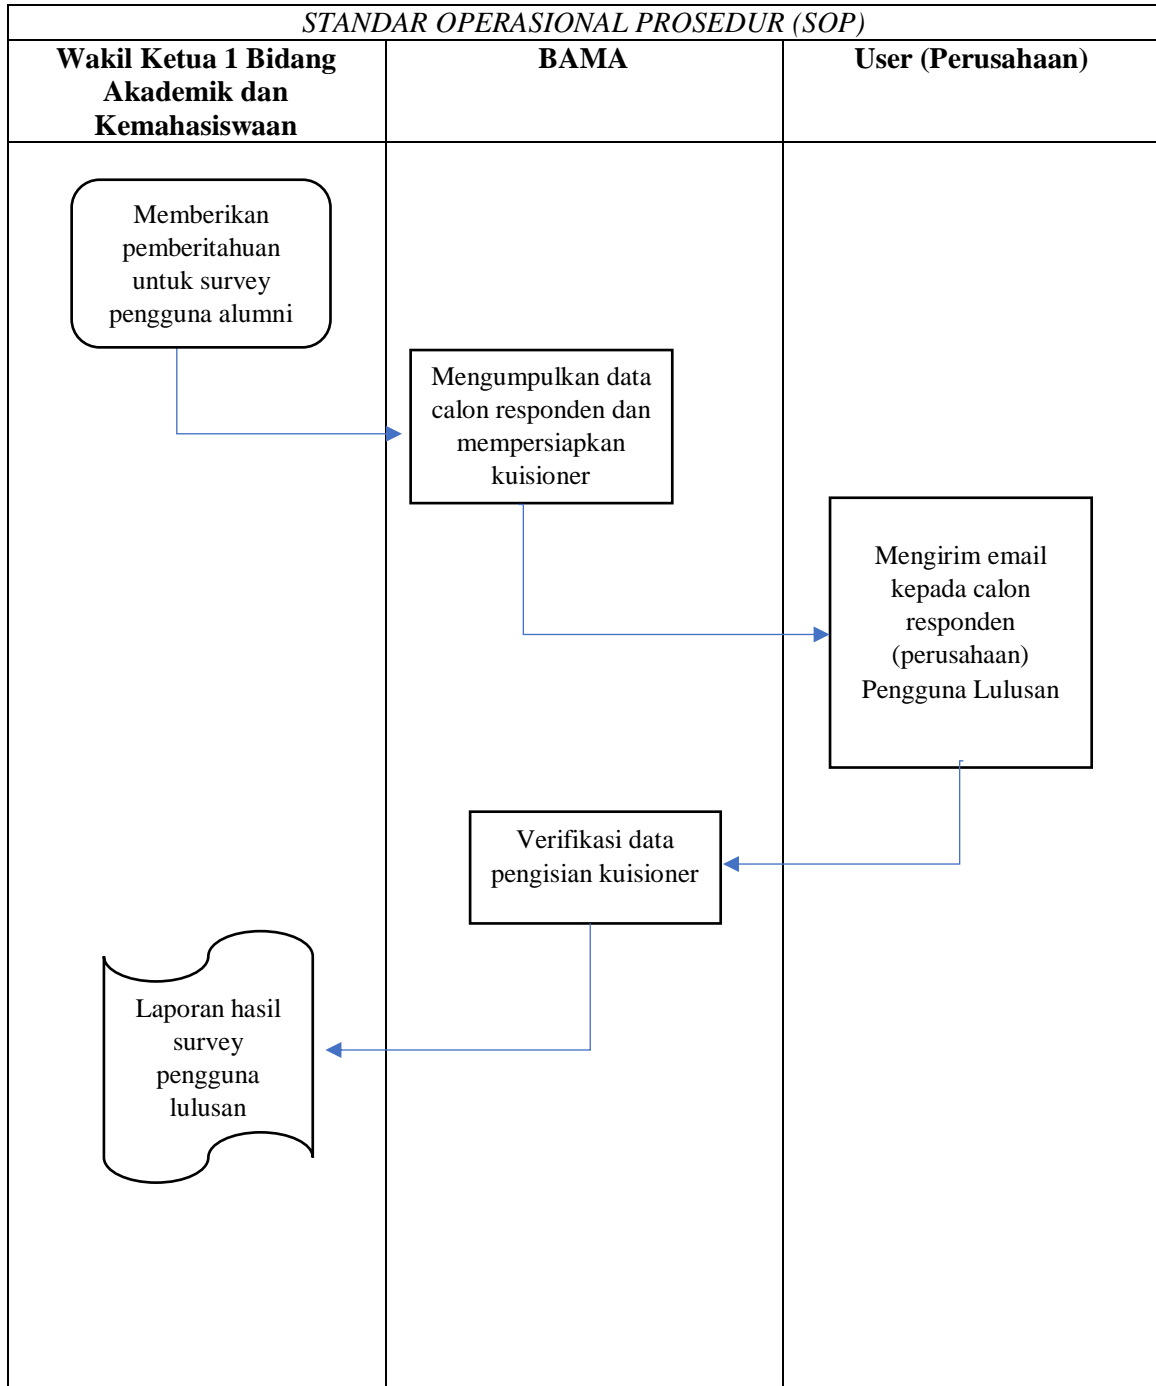 STANDAR OPERASIONAL PROSEDUR (SOP)
Wakil Ketua 1 Bidang
Akademik dan
Kemahasiswaan
BAMA
User (Perusahaan)
Memberikan
pemberitahuan
untuk survey
pengguna alumni
Mengumpulkan data
calon responden dan
mempersiapkan
kuisioner
Mengirim email
kepada calon
responden
(perusahaan)
Pengguna Lulusan
Verifikasi data
pengisian kuisioner
Laporan hasil
survey
pengguna
lulusan